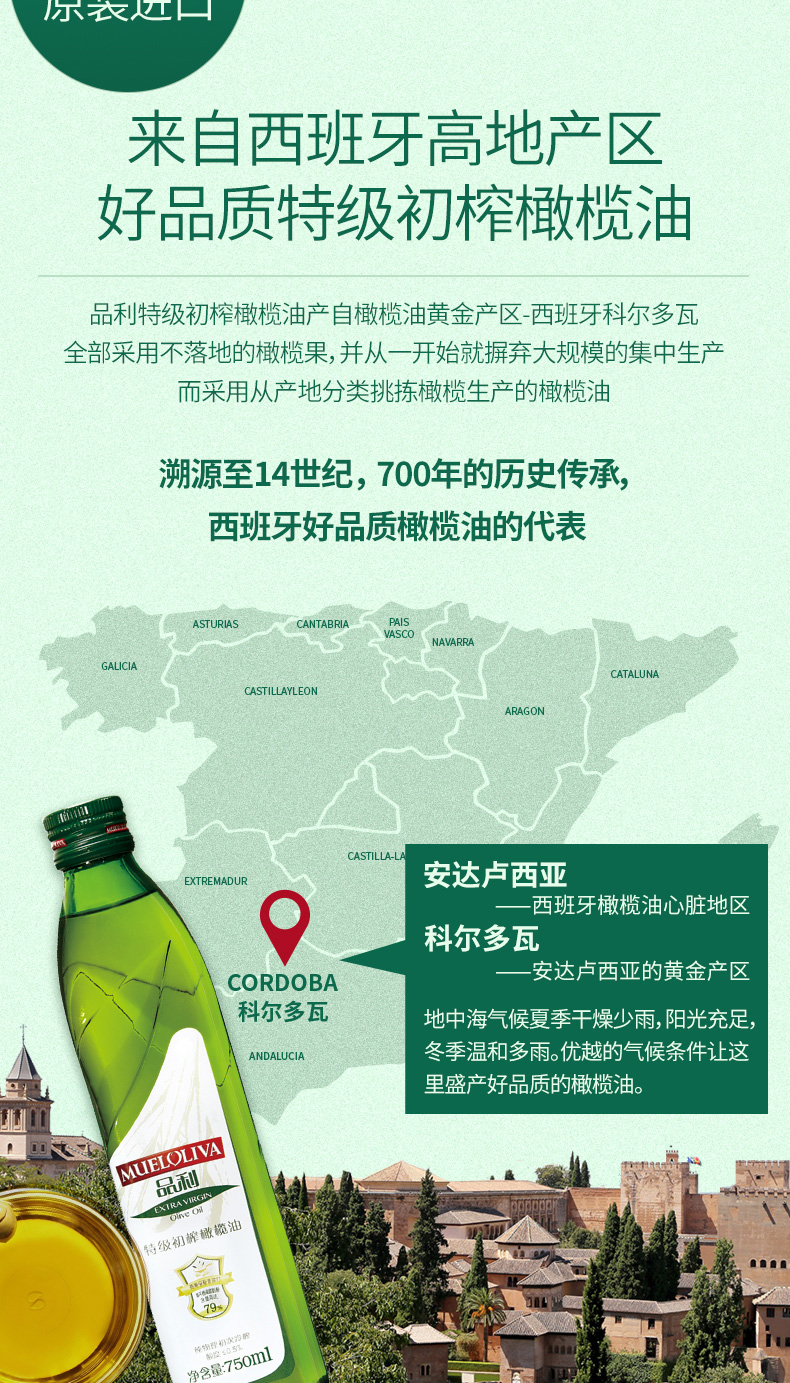 原装进口
来自西班牙高地产区
好品质特级初榨橄榄油
品利特级初榨橄榄油产自橄榄油黄金产区-西班牙科尔多瓦
全部采用不落地的橄榄果,并从一开始就摒弃大规模的集中生产
而采用从产地分类挑拣橄榄生产的橄榄油
溯源至14世纪，700年的历史传承,
西班牙好品质橄榄油的代表
ASTURIAS
CANTABRIA
PAIS
VASCO
NAVARRA
GALICIA
CATALUNA
CASTILLAYLEON
ARAGON
CASTILLA-LA
EXTREMADUR
安达卢西亚
——西班牙橄榄油心脏地区
科尔多瓦
——安达卢西亚的黄金产区
地中海气候夏季干燥少雨,阳光充足,
冬季温和多雨。优越的气候条件让这
里盛产好品质的橄榄油。
CORDOBA
科尔多瓦
ANDALUCIA
MUELOLIVA
品利
EXTRA VIRGIN
Olive Oil
特级初榨橄榄油
79%
酸度≤0.5%
净含量:750ml